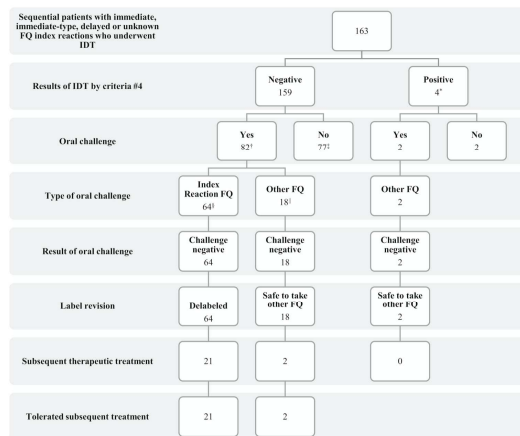 Sequential patients with immediate,
immediate-type, delayed or unknown
FQ index reactions who underwent
IDT
163
Results of IDT by criteria #4
Negative
159
Positive
4*
Oral challenge
Yes
82†
No
77‡
Yes
2
No
2
Type of oral challenge
Index
Reaction FQ
64§
Other FQ
18||
Other FQ
2
Result of oral challenge
Challenge
negative
64
Challenge
negative
18
Challenge
negative
2
Label revision
Delabeled
64
Safe to take
other FQ
18
Safe to take
other FQ
2
Subsequent therapeutic treatment
21
2
0
Tolerated subsequent treatment
21
2